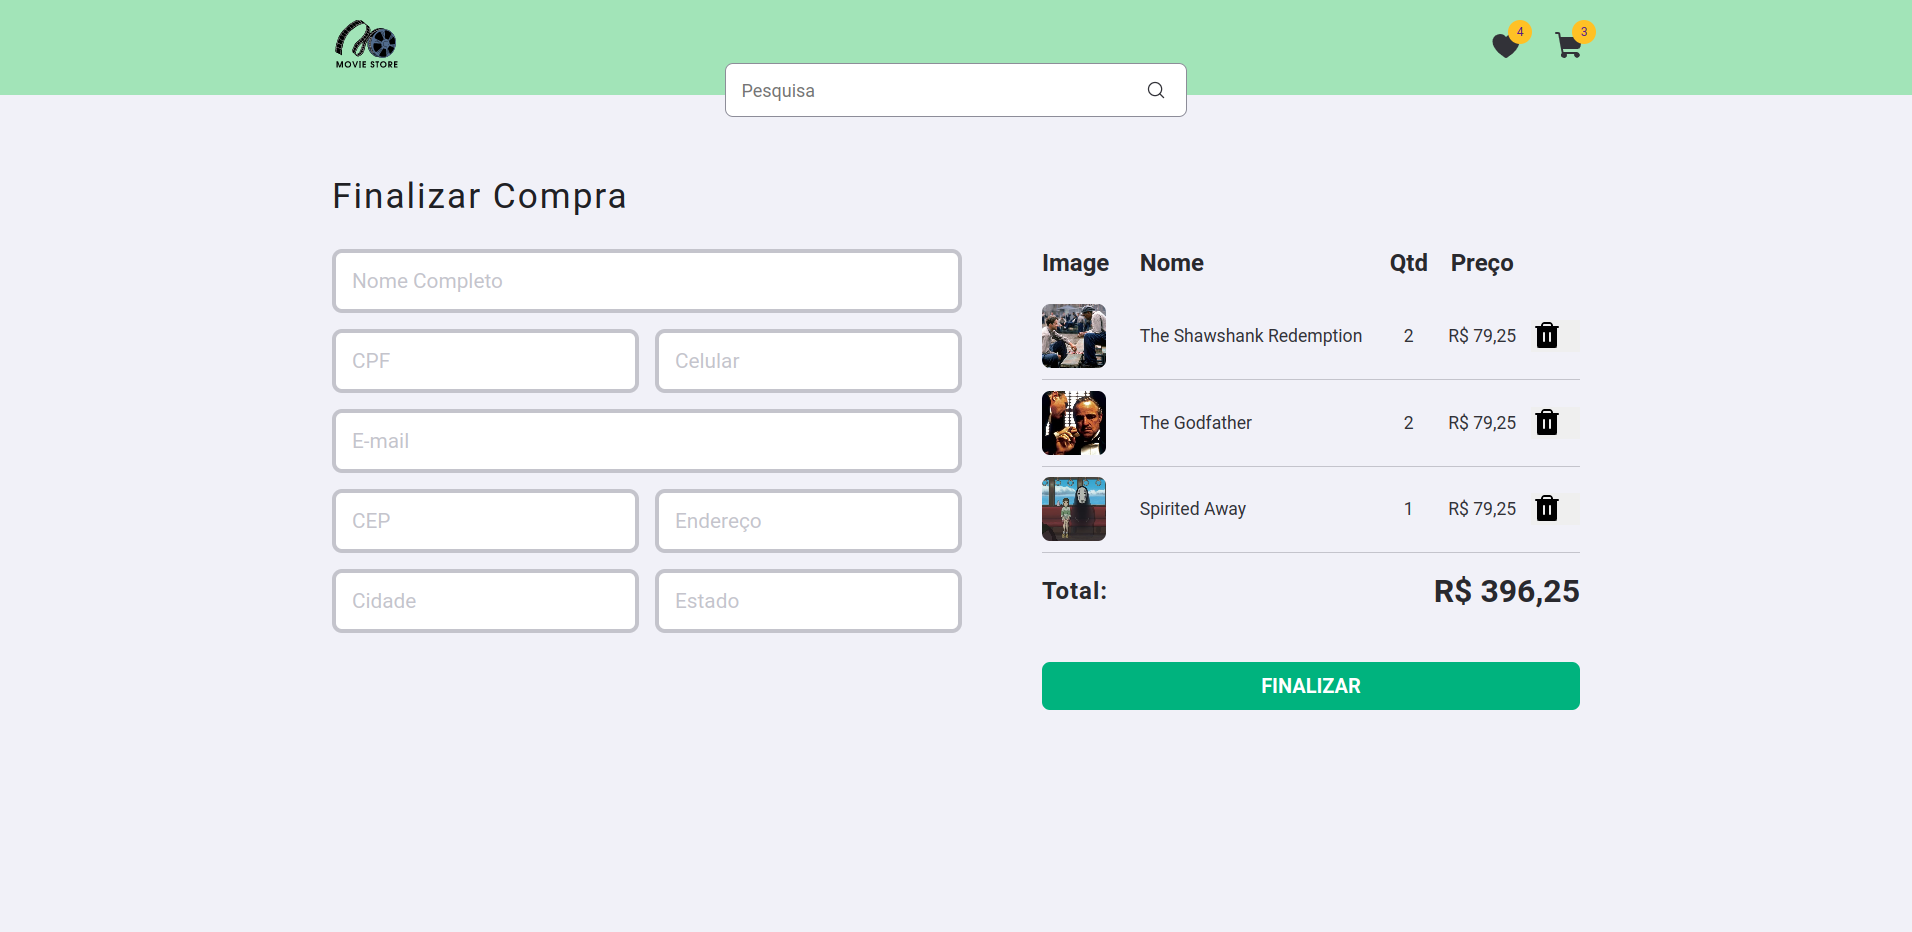 MOVIE STORE
4
3
Pesquisa
Finalizar Compra
Nome Completo
CPF
Celular
E-mail
CEP
Endereço
Cidade
Estado
Image Nome Qtd Preço
The Shawshank Redemption 2 R$ 79,25
The Godfather 2 R$ 79,25
Spirited Away 1 R$ 79,25
Total: R$ 396,25
FINALIZAR